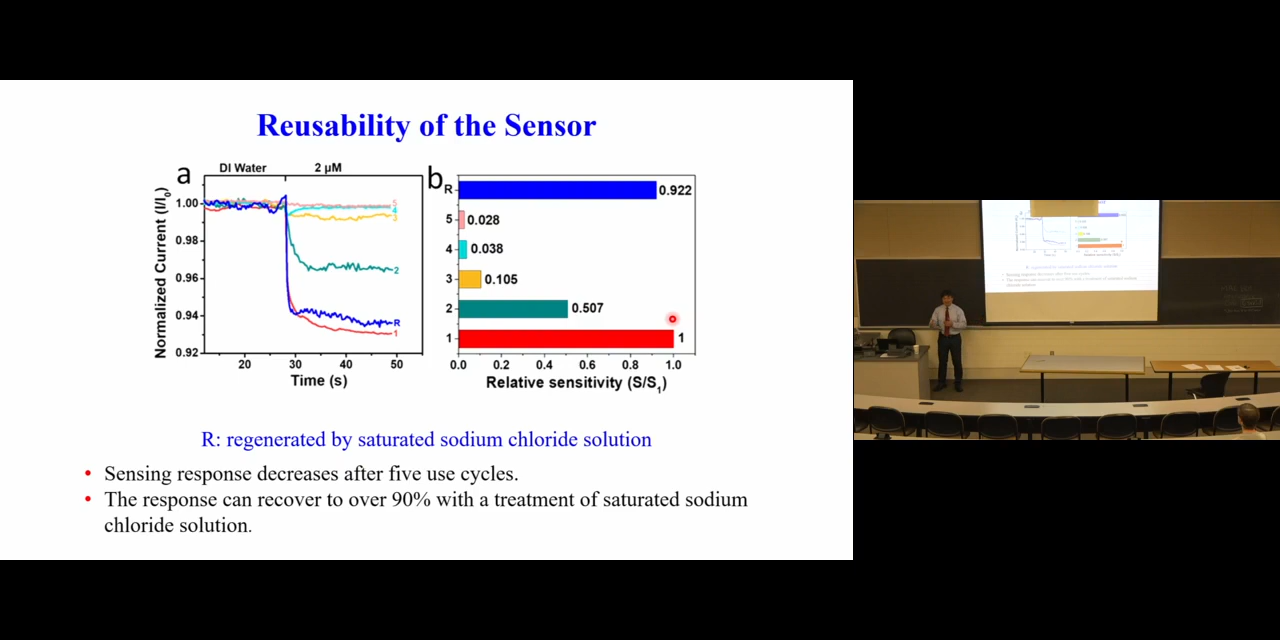 Reusability of the Sensor
a
DI Water 2 µM
Normalized Current (I/I0)
1.00
0.98
0.96
0.94
0.92
5
4
3
2
R
1
20 30 40 50
Time (s)
b
R 0.922
5 0.028
4 0.038
3 0.105
2 0.507
1 1
0.0 0.2 0.4 0.6 0.8 1.0
Relative sensitivity (S/S1)
R: regenerated by saturated sodium chloride solution
• Sensing response decreases after five use cycles.
• The response can recover to over 90% with a treatment of saturated sodium
chloride solution.